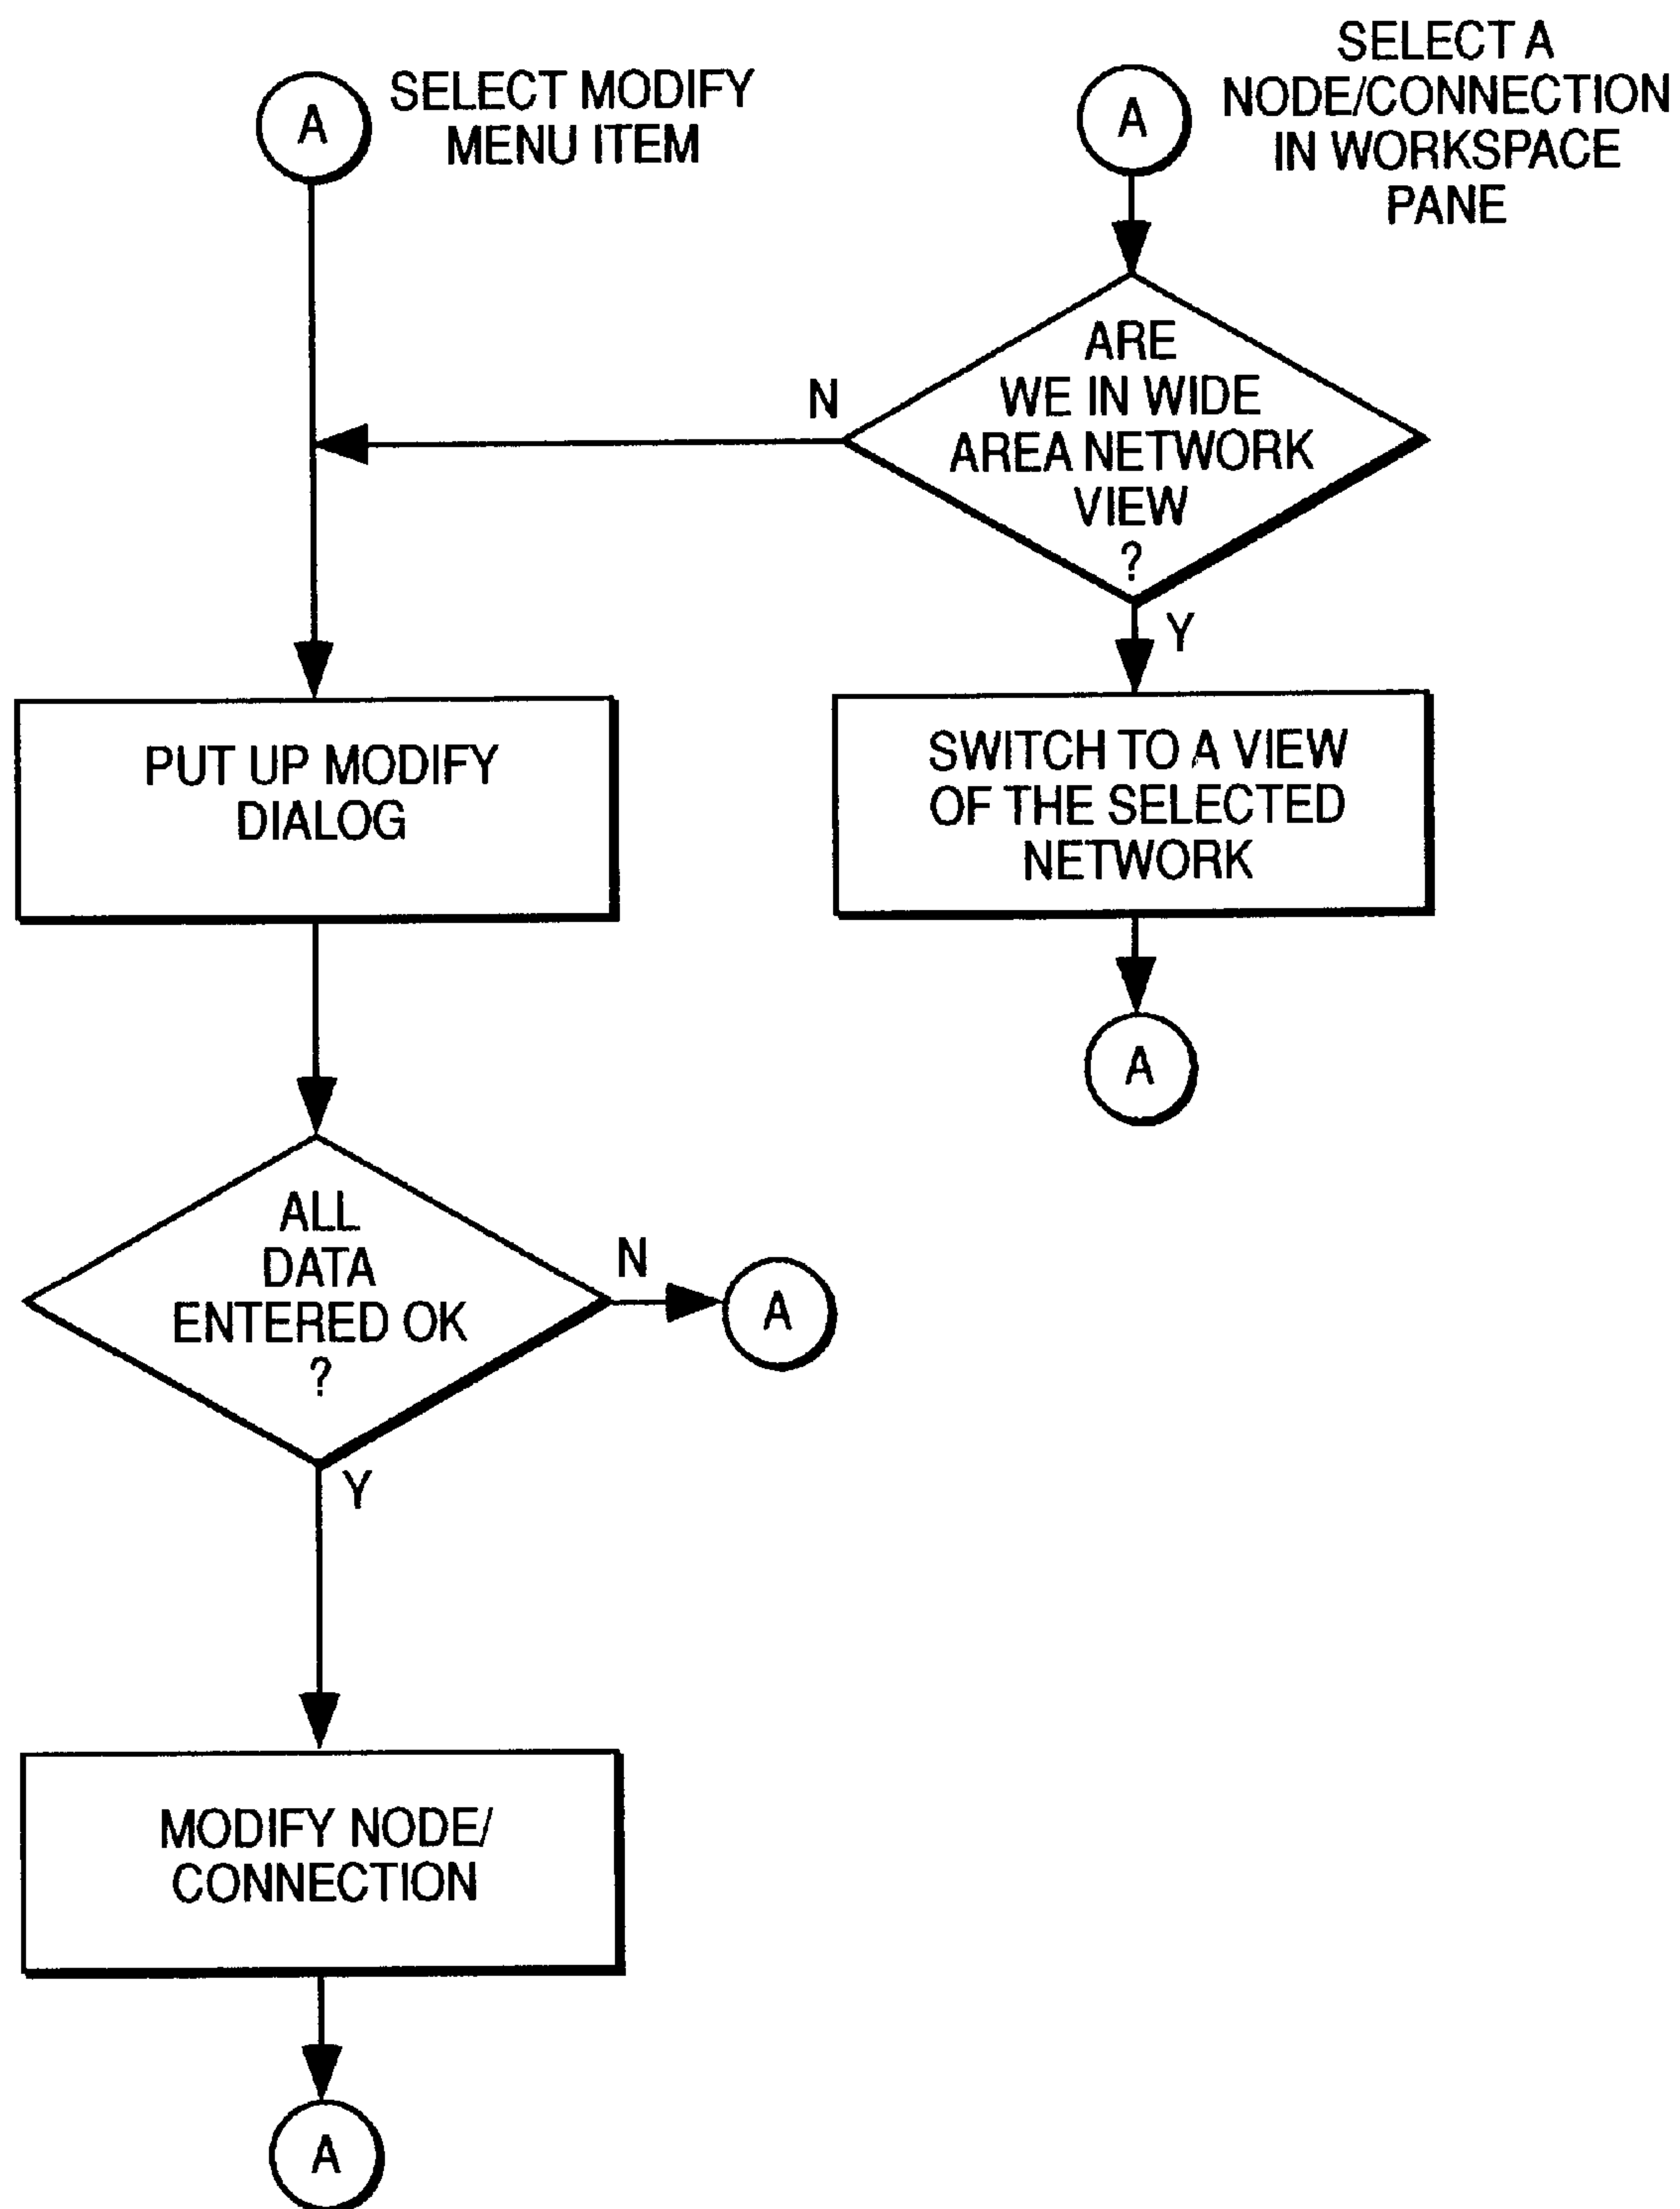 A
SELECT MODIFY
MENU ITEM
A
SELECT A
NODE/CONNECTION
IN WORKSPACE
PANE
ARE
WE IN WIDE
AREA NETWORK
VIEW
?
N
Y
PUT UP MODIFY
DIALOG
SWITCH TO A VIEW
OF THE SELECTED
NETWORK
A
ALL
DATA
ENTERED OK
?
N
A
Y
MODIFY NODE/
CONNECTION
A